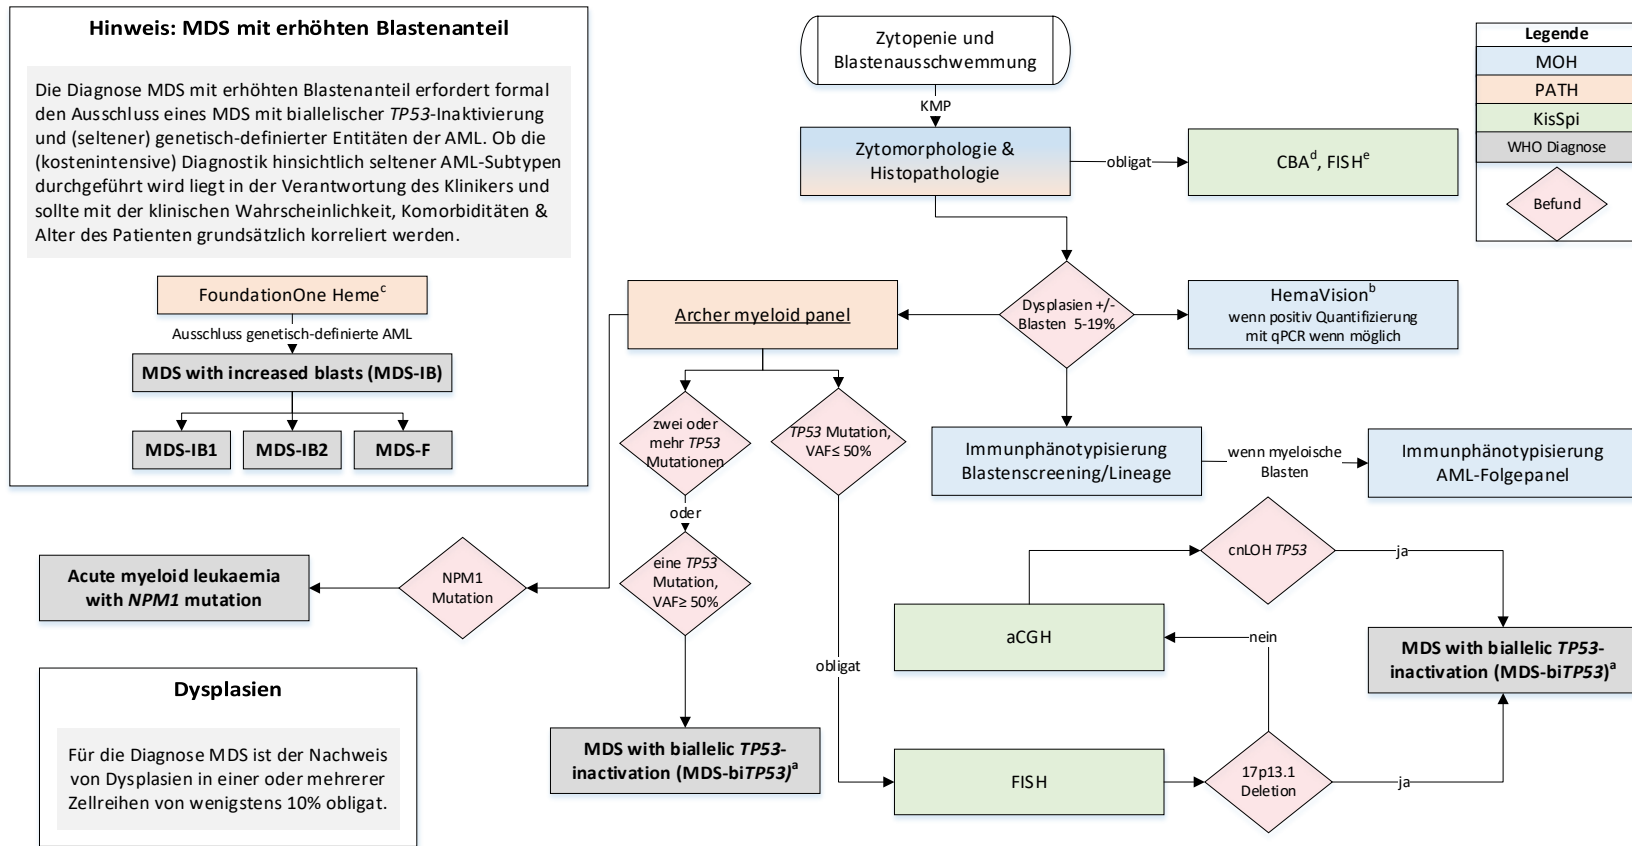 Hinweis: MDS mit erhöhten Blastenanteil
Die Diagnose MDS mit erhöhten Blastenanteil erfordert formal
den Ausschluss eines MDS mit biallelischer TP53-Inaktivierung
und (seltener) genetisch-definierter Entitäten der AML. Ob die
(kostenintensive) Diagnostik hinsichtlich seltener AML-Subtypen
durchgeführt wird liegt in der Verantwortung des Klinikers und
sollte mit der klinischen Wahrscheinlichkeit, Komorbiditäten &
Alter des Patienten grundsätzlich korreliert werden.
FoundationOne Heme^c
Ausschluss genetisch-definierte AML
MDS with increased blasts (MDS-IB)
MDS-IB1
MDS-IB2
MDS-F
Zytopenie und
Blastenausschwemmung
KMP
Zytomorphologie &
Histopathologie
obligat
CBA^d, FISH^e
Legende
MOH
PATH
KisSpi
WHO Diagnose
Befund
Dysplasien +/-
Blasten 5-19%
HemaVision^b
wenn positiv Quantifizierung
mit qPCR wenn möglich
Archer myeloid panel
zwei oder
mehr TP53
Mutationen
TP53 Mutation,
VAF≤ 50%
Immunphänotypisierung
Blastenscreening/Lineage
wenn myeloische
Blasten
Immunphänotypisierung
AML-Folgepanel
oder
eine TP53
Mutation,
VAF≥ 50%
NPM1
Mutation
Acute myeloid leukaemia
with NPM1 mutation
cnLOH TP53
ja
aCGH
nein
MDS with biallelic TP53-
inactivation (MDS-biTP53)^a
obligat
MDS with biallelic TP53-
inactivation (MDS-biTP53)^a
FISH
17p13.1
Deletion
ja
Dysplasien
Für die Diagnose MDS ist der Nachweis
von Dysplasien in einer oder mehrerer
Zellreihen von wenigstens 10% obligat.